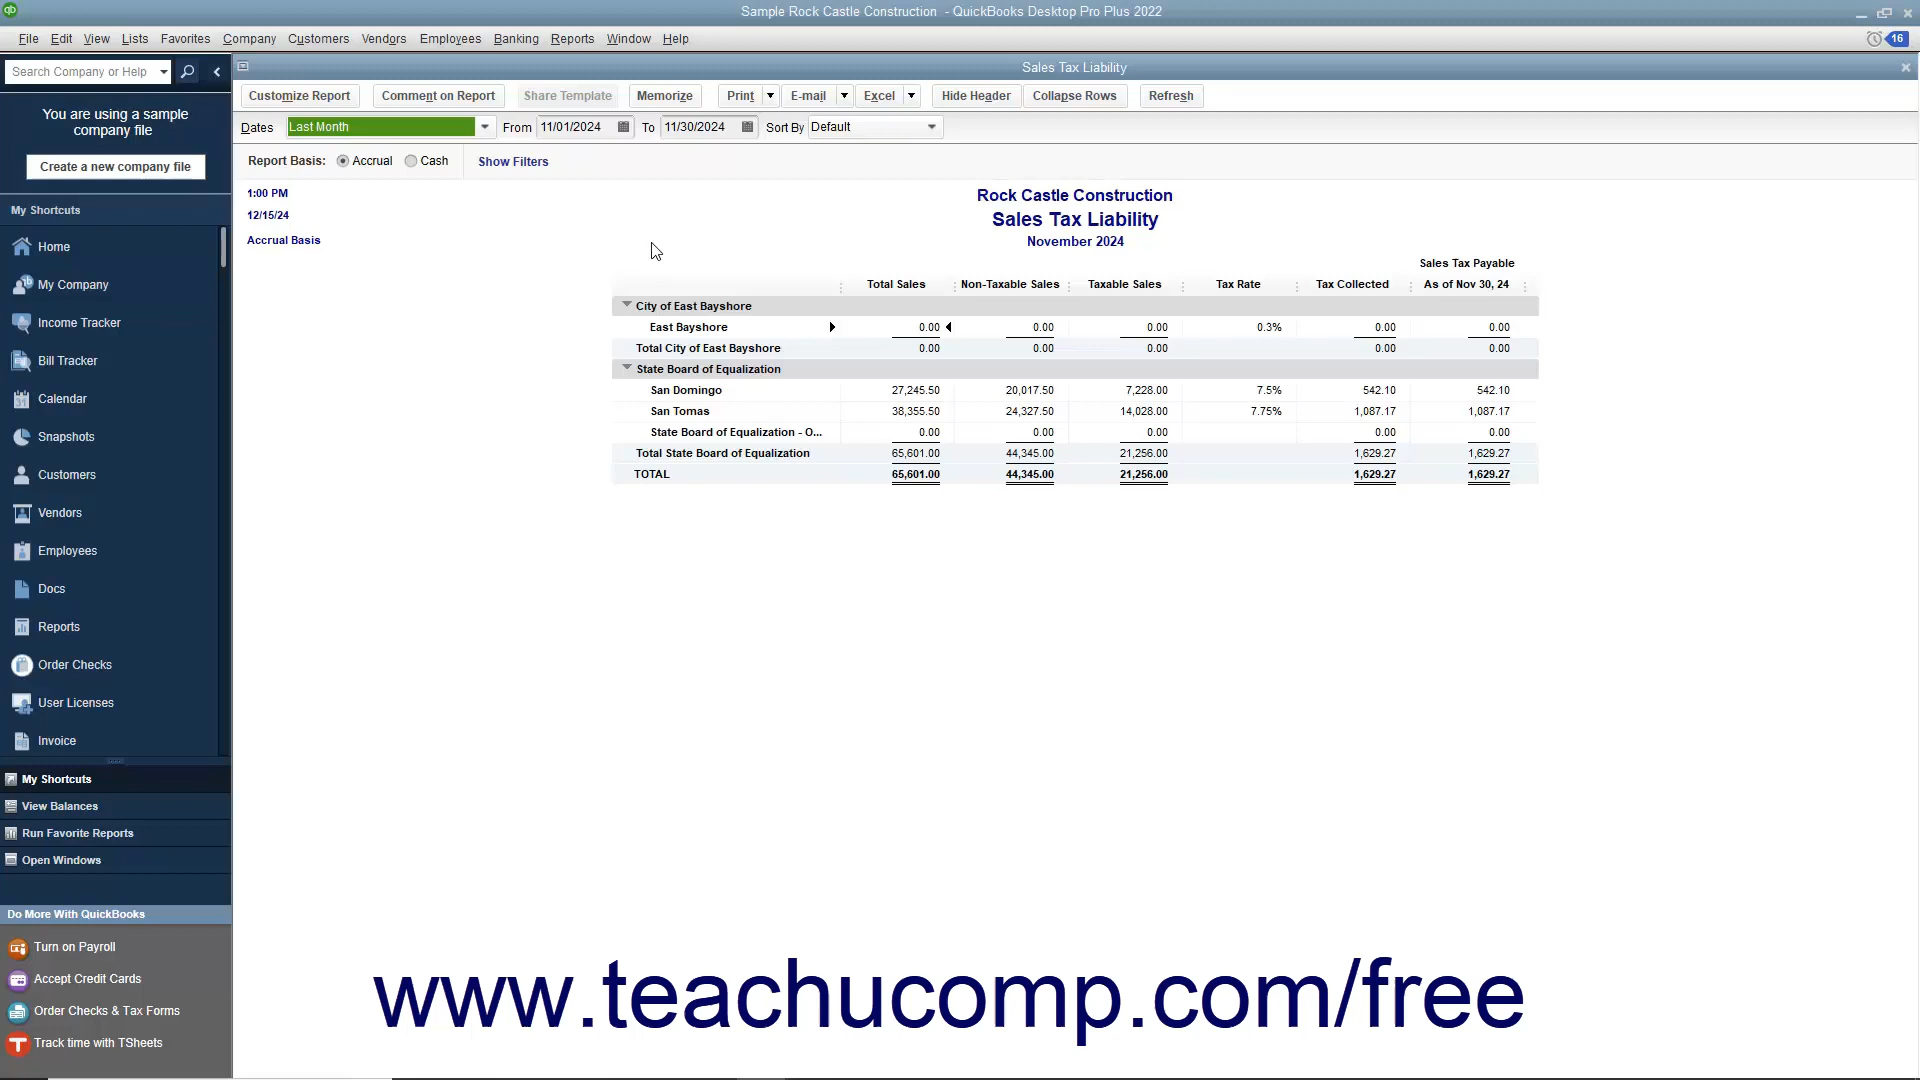 Sample Rock Castle Construction - QuickBooks Desktop Pro Plus 2022
File Edit View Lists Favorites Company Customers Vendors Employees Banking Reports Window Help 16
Search Company or Help
Sales Tax Liability
You are using a sample
company file
Create a new company file
Customize Report Comment on Report Share Template Memorize Print E-mail Excel Hide Header Collapse Rows Refresh
Dates Last Month From 11/01/2024 To 11/30/2024 Sort By Default
Report Basis: Accrual Cash Show Filters
1:00 PM
12/15/24
Accrual Basis
Rock Castle Construction
Sales Tax Liability
November 2024
Sales Tax Payable
Total Sales Non-Taxable Sales Taxable Sales Tax Rate Tax Collected As of Nov 30, 24
City of East Bayshore
East Bayshore 0.00 0.00 0.00 0.3% 0.00 0.00
Total City of East Bayshore 0.00 0.00 0.00 0.00 0.00
State Board of Equalization
San Domingo 27,245.50 20,017.50 7,228.00 7.5% 542.10 542.10
San Tomas 38,355.50 24,327.50 14,028.00 7.75% 1,087.17 1,087.17
State Board of Equalization - O... 0.00 0.00 0.00 0.00 0.00
Total State Board of Equalization 65,601.00 44,345.00 21,256.00 1,629.27 1,629.27
TOTAL 65,601.00 44,345.00 21,256.00 1,629.27 1,629.27
My Shortcuts
Home
My Company
Income Tracker
Bill Tracker
Calendar
Snapshots
Customers
Vendors
Employees
Docs
Reports
Order Checks
User Licenses
Invoice
My Shortcuts
View Balances
Run Favorite Reports
Open Windows
Do More With QuickBooks
Turn on Payroll
Accept Credit Cards
Order Checks & Tax Forms
Track time with TSheets
www.teachucomp.com/free